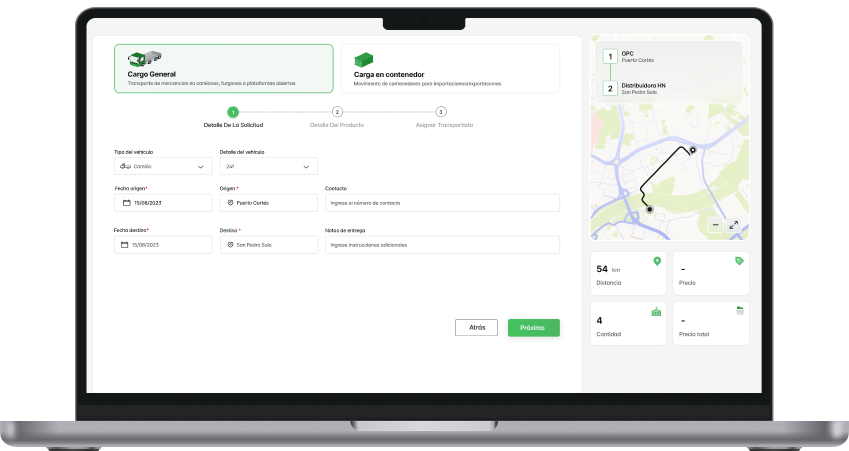 Cargo General
Transporte de mercancías en camiones, furgones o plataformas abiertas
Carga en contenedor
Movimiento de contenedores para importaciones/exportaciones
1
2
3
Detalle De La Solicitud
Detalle Del Producto
Asignar Transportista
Tipo del vehículo
Detalle del vehículo
Camión
24f
Fecha origen*
Origen *
Contacto
15/08/2023
Puerto Cortés
Ingrese el número de contacto
Fecha destino*
Destino *
Notas de entrega
15/08/2023
San Pedro Sula
Ingrese instrucciones adicionales
Atrás
Próximo
1
OPC
Puerto Cortés
2
Distribuidora HN
San Pedro Sula
54 km
Distancia
-
Precio
4
Cantidad
-
Precio total